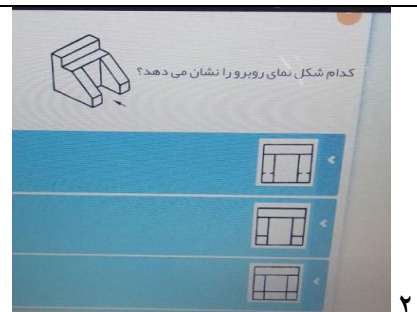 کدام شکل نمای روبرو را نشان می دهد؟
۲